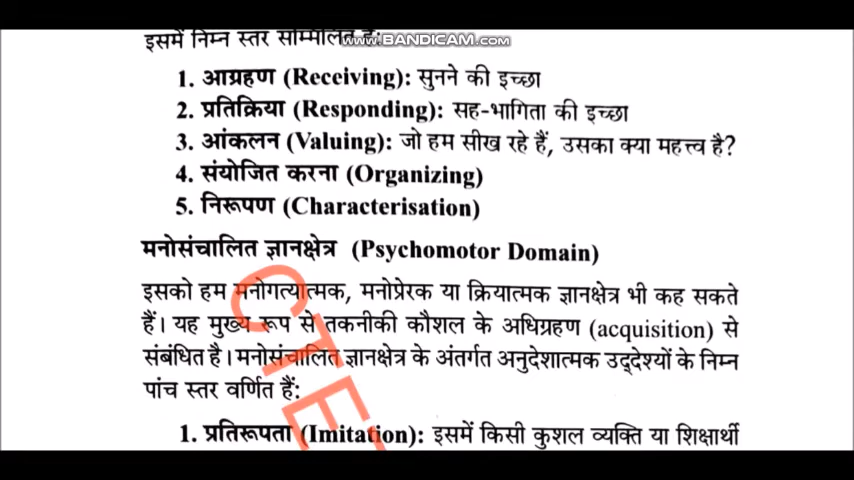 इसमें निम्न स्तर सम्मिलित हैं:
www.BANDICAM.com
1. आग्रहण (Receiving): सुनने की इच्छा
2. प्रतिक्रिया (Responding): सह-भागिता की इच्छा
3. आंकलन (Valuing): जो हम सीख रहे हैं, उसका क्या महत्त्व है?
4. संयोजित करना (Organizing)
5. निरूपण (Characterisation)
मनोसंचालित ज्ञानक्षेत्र (Psychomotor Domain)
इसको हम मनोगत्यात्मक, मनोप्रेरक या क्रियात्मक ज्ञानक्षेत्र भी कह सकते
हैं। यह मुख्य रूप से तकनीकी कौशल के अधिग्रहण (acquisition) से
संबंधित है। मनोसंचालित ज्ञानक्षेत्र के अंतर्गत अनुदेशात्मक उद्देश्यों के निम्न
पांच स्तर वर्णित हैं:
1. प्रतिरूपता (Imitation): इसमें किसी कुशल व्यक्ति या शिक्षार्थी